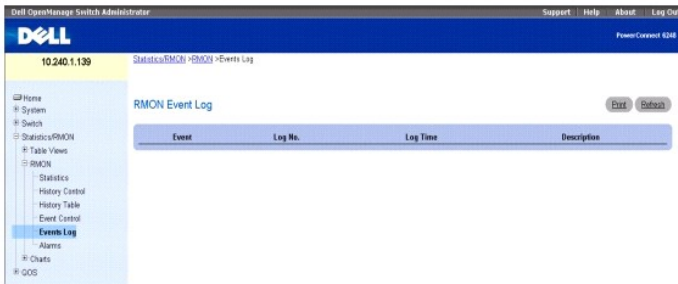 Dell OpenManage Switch Administrator
Support Help About Log Out
DELL
PowerConnect 6248
10.240.1.139
Statistics/RMON >RMON >Events Log
Home
System
Switch
Statistics/RMON
Table Views
RMON
Statistics
History Control
History Table
Event Control
Events Log
Alarms
Charts
QOS
RMON Event Log
Print Refresh
Event Log No. Log Time Description